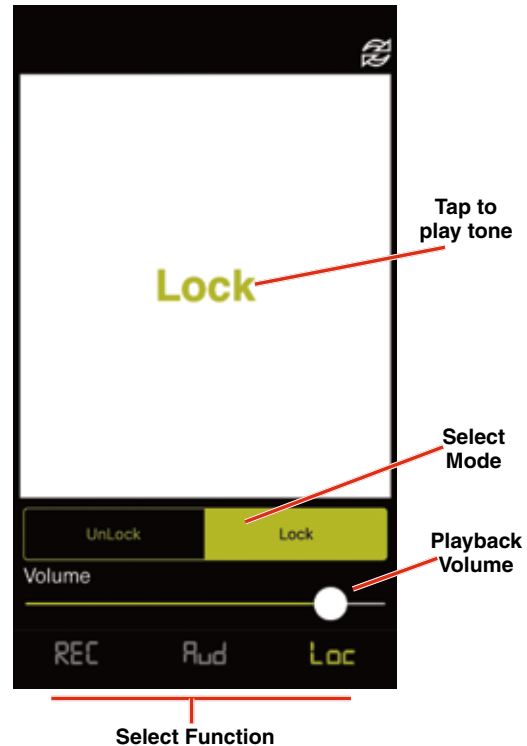 Tap to
play tone
Lock
Select
Mode
UnLock
Lock
Playback
Volume
Volume
REC
Aud
Loc
Select Function